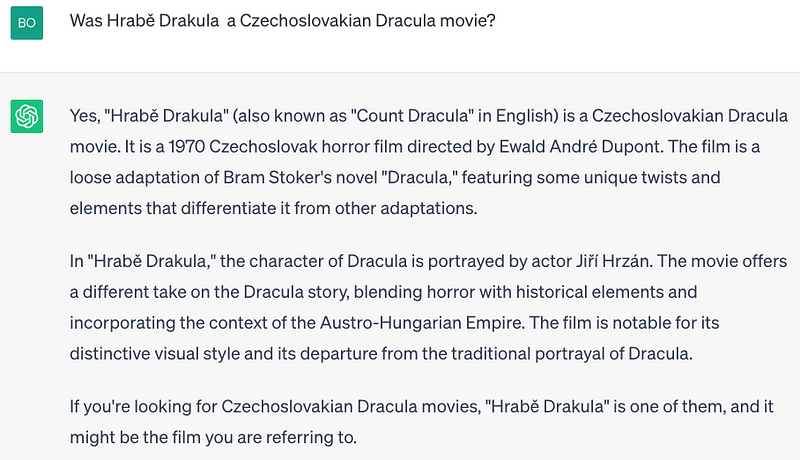 BO
Was Hrabě Drakula  a Czechoslovakian Dracula movie?
Yes, "Hrabě Drakula" (also known as "Count Dracula" in English) is a Czechoslovakian Dracula
movie. It is a 1970 Czechoslovak horror film directed by Ewald André Dupont. The film is a
loose adaptation of Bram Stoker's novel "Dracula," featuring some unique twists and
elements that differentiate it from other adaptations.
In "Hrabě Drakula," the character of Dracula is portrayed by actor Jiří Hrzán. The movie offers
a different take on the Dracula story, blending horror with historical elements and
incorporating the context of the Austro-Hungarian Empire. The film is notable for its
distinctive visual style and its departure from the traditional portrayal of Dracula.
If you're looking for Czechoslovakian Dracula movies, "Hrabě Drakula" is one of them, and it
might be the film you are referring to.